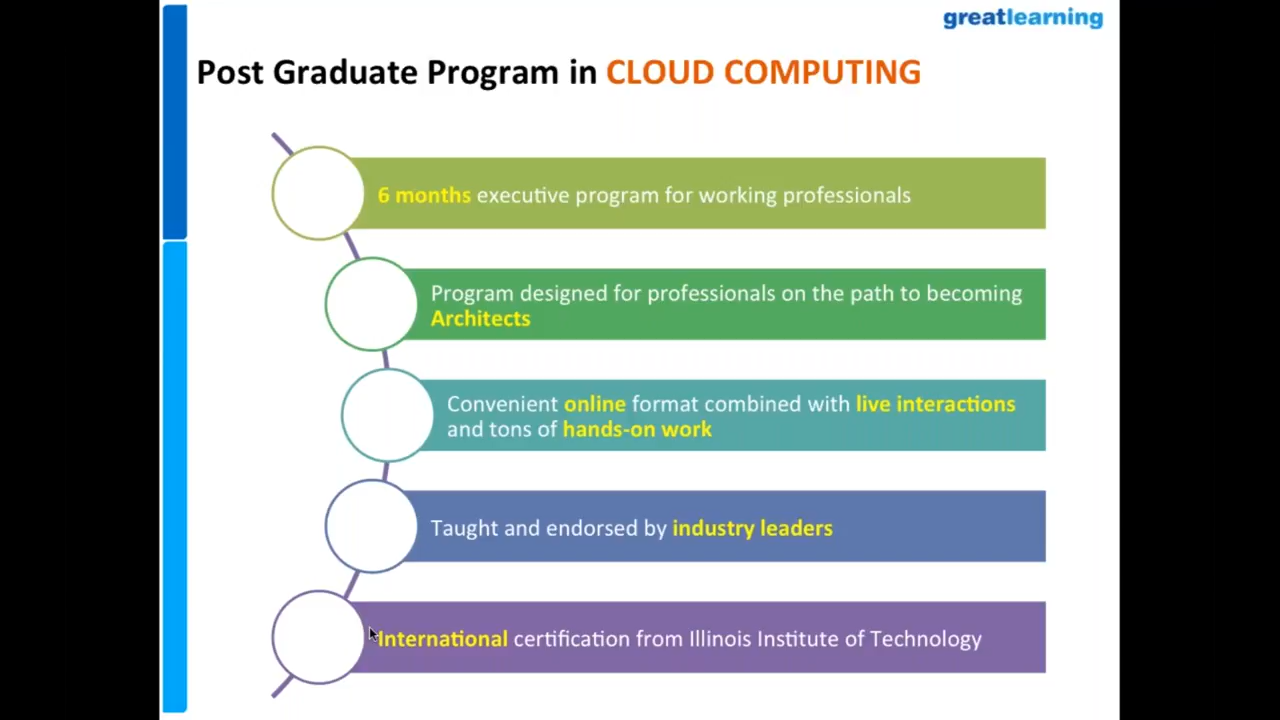 greatlearning
Post Graduate Program in CLOUD COMPUTING
6 months executive program for working professionals
Program designed for professionals on the path to becoming
Architects
Convenient online format combined with live interactions
and tons of hands-on work
Taught and endorsed by industry leaders
International certification from Illinois Institute of Technology